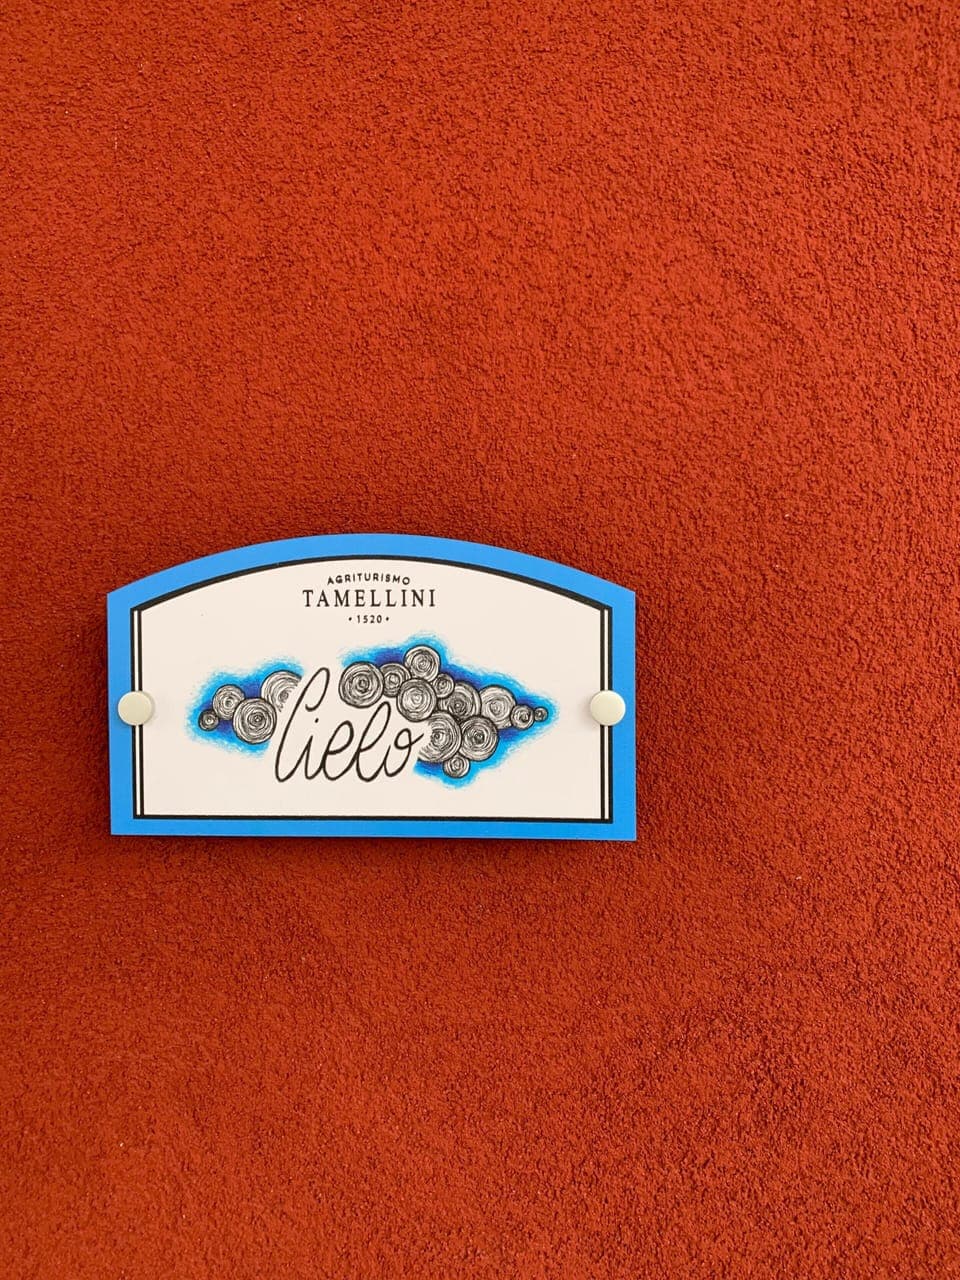 AGRITURISMO
TAMELLINI
• 1520 •
Cielo